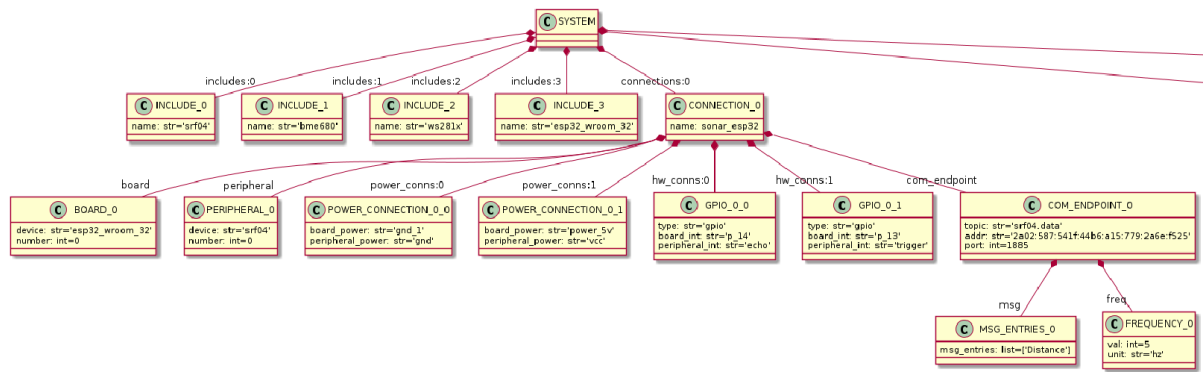 C SYSTEM
includes:0
includes:1
includes:2
includes:3
connections:0
C INCLUDE_0
name: str='srf04'
C INCLUDE_1
name: str='bme680'
C INCLUDE_2
name: str='ws281x'
C INCLUDE_3
name: str='esp32_wroom_32'
C CONNECTION_0
name: sonar_esp32
board
peripheral
power_conns:0
power_conns:1
hw_conns:0
hw_conns:1
com_endpoint
C BOARD_0
device: str='esp32_wroom_32'
number: int=0
C PERIPHERAL_0
device: str='srf04'
number: int=0
C POWER_CONNECTION_0_0
board_power: str='gnd_1'
peripheral_power: str='gnd'
C POWER_CONNECTION_0_1
board_power: str='power_5v'
peripheral_power: str='vcc'
C GPIO_0_0
type: str='gpio'
board_int: str='p_14'
peripheral_int: str='echo'
C GPIO_0_1
type: str='gpio'
board_int: str='p_13'
peripheral_int: str='trigger'
C COM_ENDPOINT_0
topic: str='srf04.data'
addr: str='2a02:587:541f:44b6:a15:779:2a6e:f525'
port: int=1885
msg
freq
C MSG_ENTRIES_0
msg_entries: list=['Distance']
C FREQUENCY_0
val: int=5
unit: str='hz'